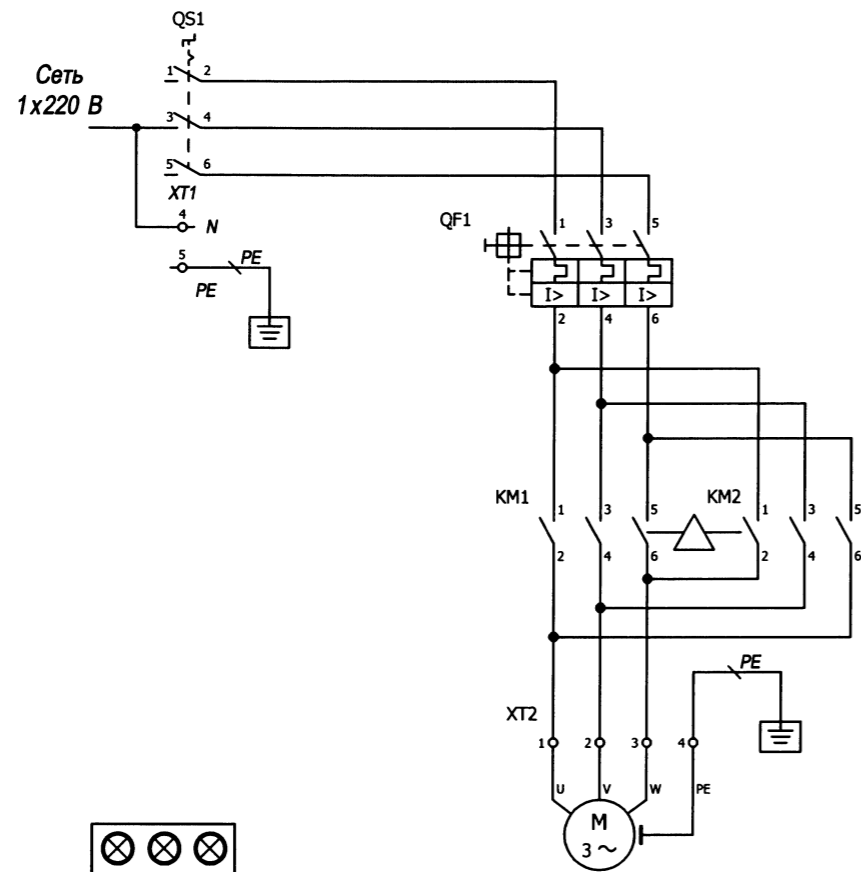 QS1
Сеть
1x220 В
1 2
3 4
5 6
XT1
4 N
5 PE
PE
QF1 1 3 5
I> I> I>
2 4 6
KM1 1 3 5 KM2 1 3 5
2 4 6 2 4 6
PE
XT2
1 2 3 4
U V W PE
M
3 ~